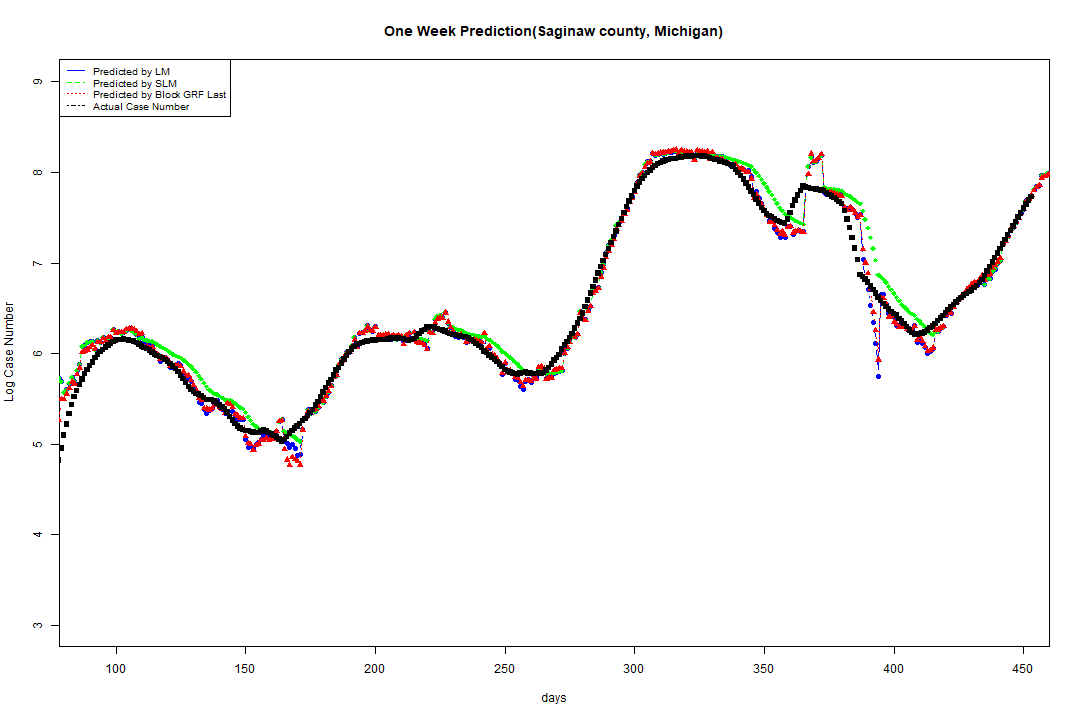 One Week Prediction(Saginaw county, Michigan)
Predicted by LM
Predicted by SLM
Predicted by Block GRF Last
Actual Case Number
Log Case Number
9
8
7
6
5
4
3
100 150 200 250 300 350 400 450
days